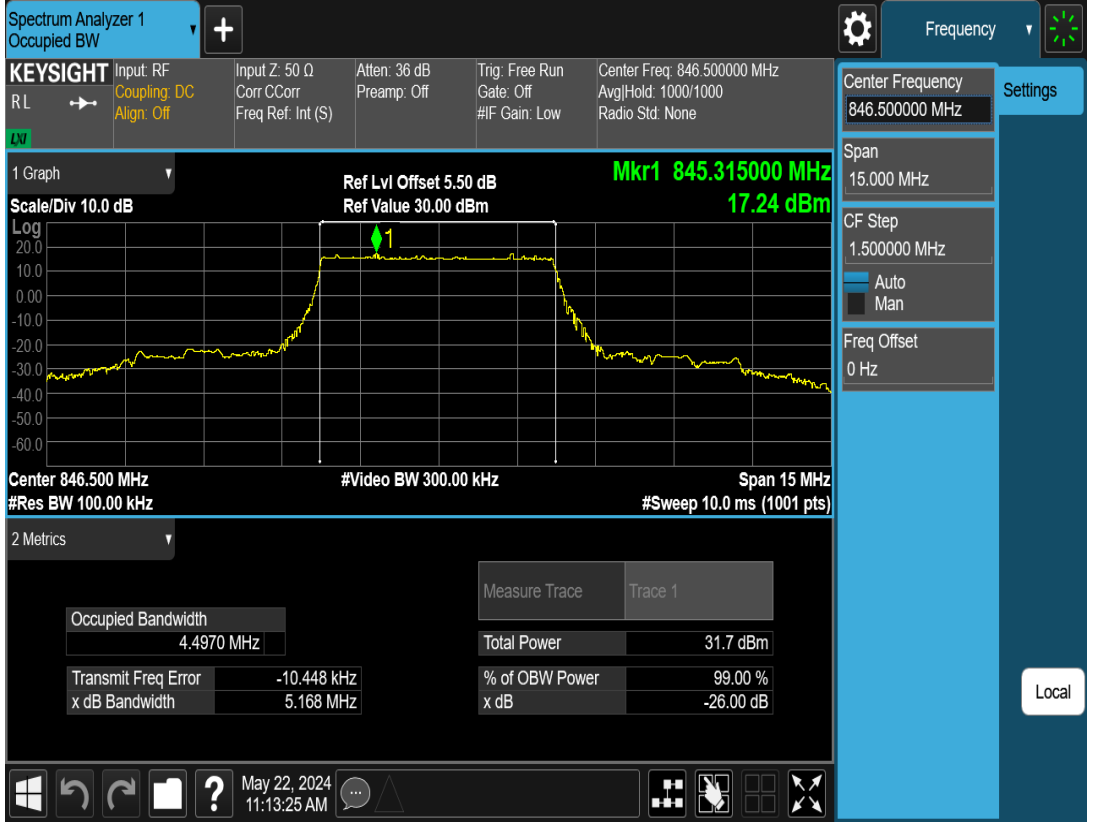 Spectrum Analyzer 1
Occupied BW
+
Frequency
KEYSIGHT
RL
LXI
Input: RF
Coupling: DC
Align: Off
Input Z: 50 Ω
Corr CCorr
Freq Ref: Int (S)
Atten: 36 dB
Preamp: Off
Trig: Free Run
Gate: Off
#IF Gain: Low
Center Freq: 846.500000 MHz
Avg|Hold: 1000/1000
Radio Std: None
Center Frequency
846.500000 MHz
Settings
Span
15.000 MHz
CF Step
1.500000 MHz
Auto
Man
Freq Offset
0 Hz
Local
1 Graph
Ref Lvl Offset 5.50 dB
Mkr1 845.315000 MHz
Scale/Div 10.0 dB
Ref Value 30.00 dBm
17.24 dBm
Log
1
20.0
10.0
0.00
-10.0
-20.0
-30.0
-40.0
-50.0
-60.0
Center 846.500 MHz
#Video BW 300.00 kHz
Span 15 MHz
#Res BW 100.00 kHz
#Sweep 10.0 ms (1001 pts)
2 Metrics
Measure Trace
Trace 1
Occupied Bandwidth
4.4970 MHz
Total Power
31.7 dBm
Transmit Freq Error
-10.448 kHz
% of OBW Power
99.00 %
x dB Bandwidth
5.168 MHz
x dB
-26.00 dB
?
May 22, 2024
11:13:25 AM